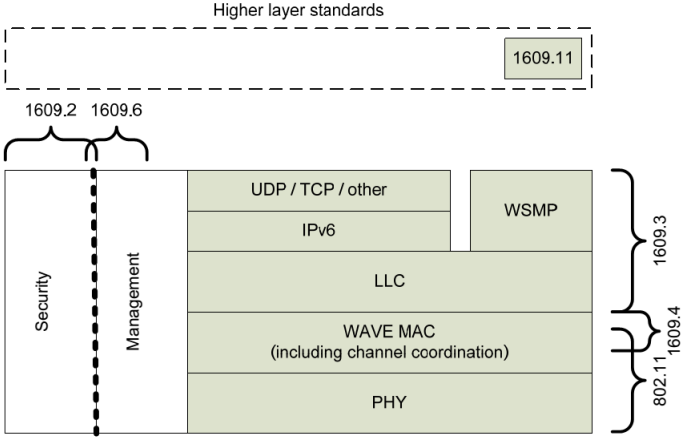 Higher layer standards
1609.11
1609.2
1609.6
UDP / TCP / other
WSMP
IPv6
LLC
WAVE MAC
(including channel coordination)
PHY
Security
Management
1609.3
1609.4
802.11